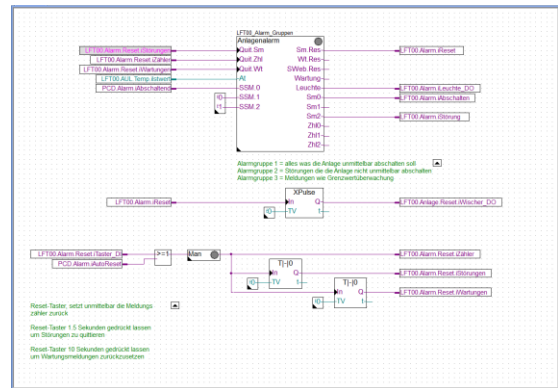 LFT00_Alarm_Gruppen
Anlagenalarm
LFT00.Alarm.Reset.iStörungen
Quit.Sm
Sm.Res
LFT00.Alarm.iReset
LFT00.Alarm.Reset.iZähler
Quit.Zhl
Wt.Res
LFT00.Alarm.Reset.iWartungen
Quit.Wt
SWeb.Res
LFT00.AUL.Temp.iIstwert
At
Wartung
PCD.Alarm.iAbschaltend
SSM.0
Leuchte
LFT00.Alarm.iLeuchte_DO
!0
SSM.1
Sm0
LFT00.Alarm.iAbschalten
!1
SSM.2
Sm1
Sm2
LFT00.Alarm.iStörung
Zhl0
Zhl1
Zhl2
Alarmgruppe 1 = alles was die Anlage unmittelbar abschalten soll
Alarmgruppe 2 = Störungen die die Anlage nicht unmittelbar abschalten
Alarmgruppe 3 = Meldungen wie Grenzwertüberwachung
XPulse
LFT00.Alarm.iReset
In
Q
LFT00.Anlage.Reset.iWischer_DO
!0
TV
t
LFT00.Alarm.Reset.iTaster_DI
>=1
Man
LFT00.Alarm.Reset.iZähler
PCD.Alarm.iAutoReset
T|-|0
In
Q
LFT00.Alarm.Reset.iStörungen
!0
TV
t
T|-|0
In
Q
LFT00.Alarm.Reset.iWartungen
!0
TV
t
Reset-Taster, setzt unmittelbar die Meldungs
zähler zurück
Reset-Taster 1.5 Sekunden gedrückt lassen
um Störungen zu quittieren
Reset-Taster 10 Sekunden gedrückt lassen
um Wartungsmeldungen zurückzusetzen